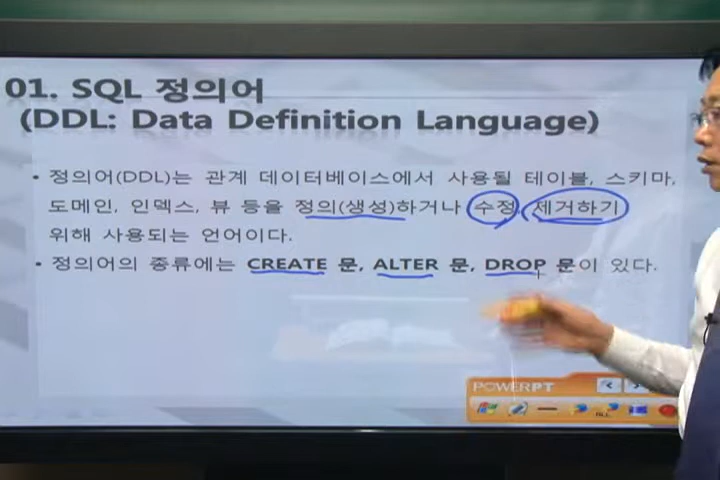 01. SQL 정의어
(DDL: Data Definition Language)
• 정의어(DDL)는 관계 데이터베이스에서 사용될 테이블, 스키마,
도메인, 인덱스, 뷰 등을 정의(생성)하거나 수정, 제거하기
위해 사용되는 언어이다.
• 정의어의 종류에는 CREATE 문, ALTER 문, DROP 문이 있다.
POWERPT
ALL